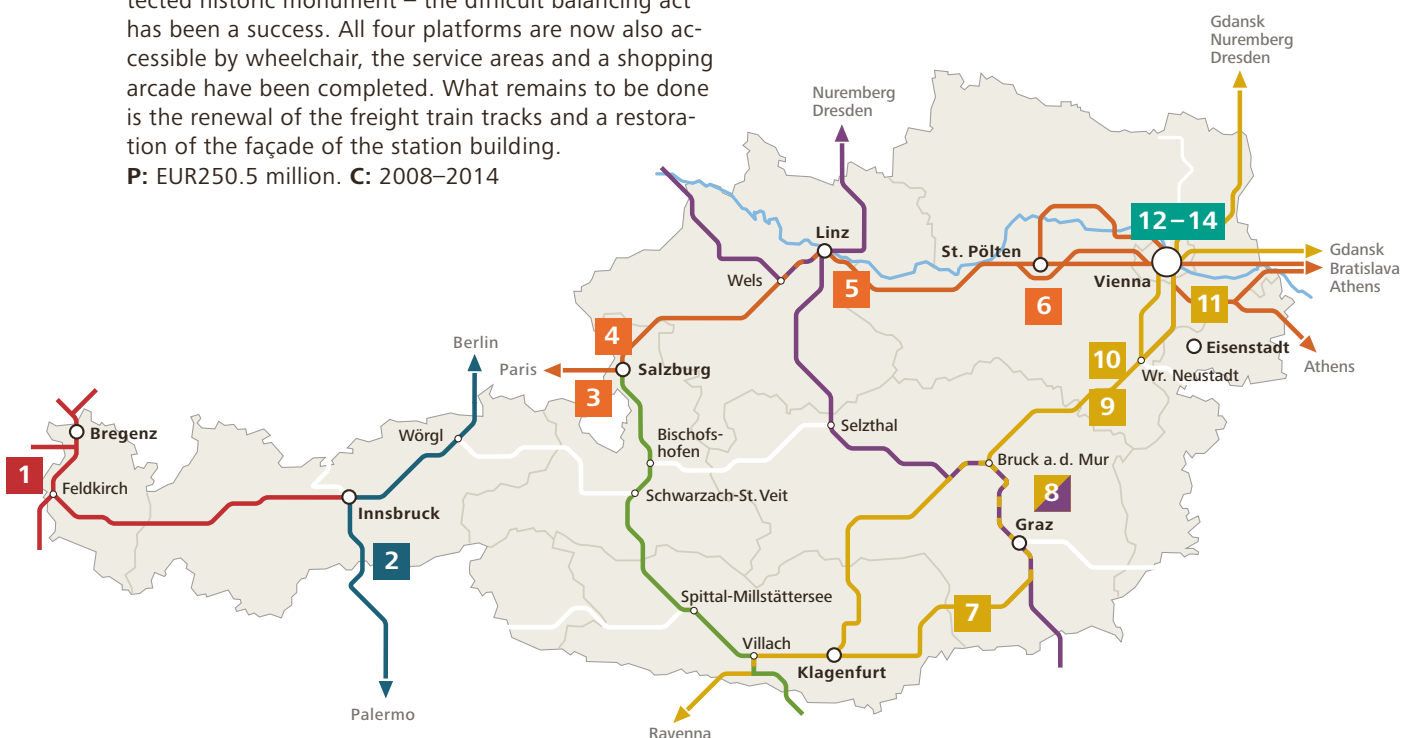 tected historic monument – the difficult balancing act
has been a success. All four platforms are now also ac-
cessible by wheelchair, the service areas and a shopping
arcade have been completed. What remains to be done
is the renewal of the freight train tracks and a restora-
tion of the façade of the station building.
P: EUR250.5 million. C: 2008–2014
Gdansk
Nuremberg
Dresden
Nuremberg
Dresden
12–14
Linz
St. Pölten
Gdansk
Bratislava
Athens
Wels
Vienna
5
6
11
4
Berlin
Paris
Salzburg
10
Eisenstadt
Athens
Wr. Neustadt
3
9
Bregenz
Wörgl
Bischofs-
hofen
Selzthal
1
Feldkirch
Bruck a. d. Mur
Schwarzach-St. Veit
8
Innsbruck
Graz
2
Spittal-Millstättersee
7
Villach
Klagenfurt
Palermo
Ravenna